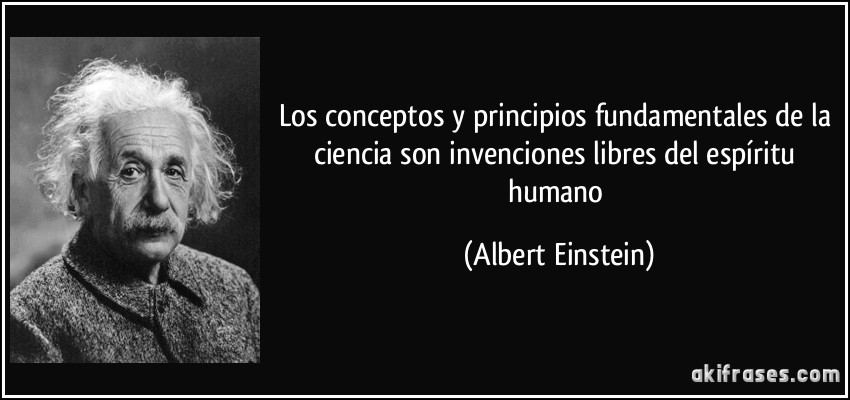 Los conceptos y principios fundamentales de la
ciencia son invenciones libres del espíritu
humano
(Albert Einstein)
akifrases.com